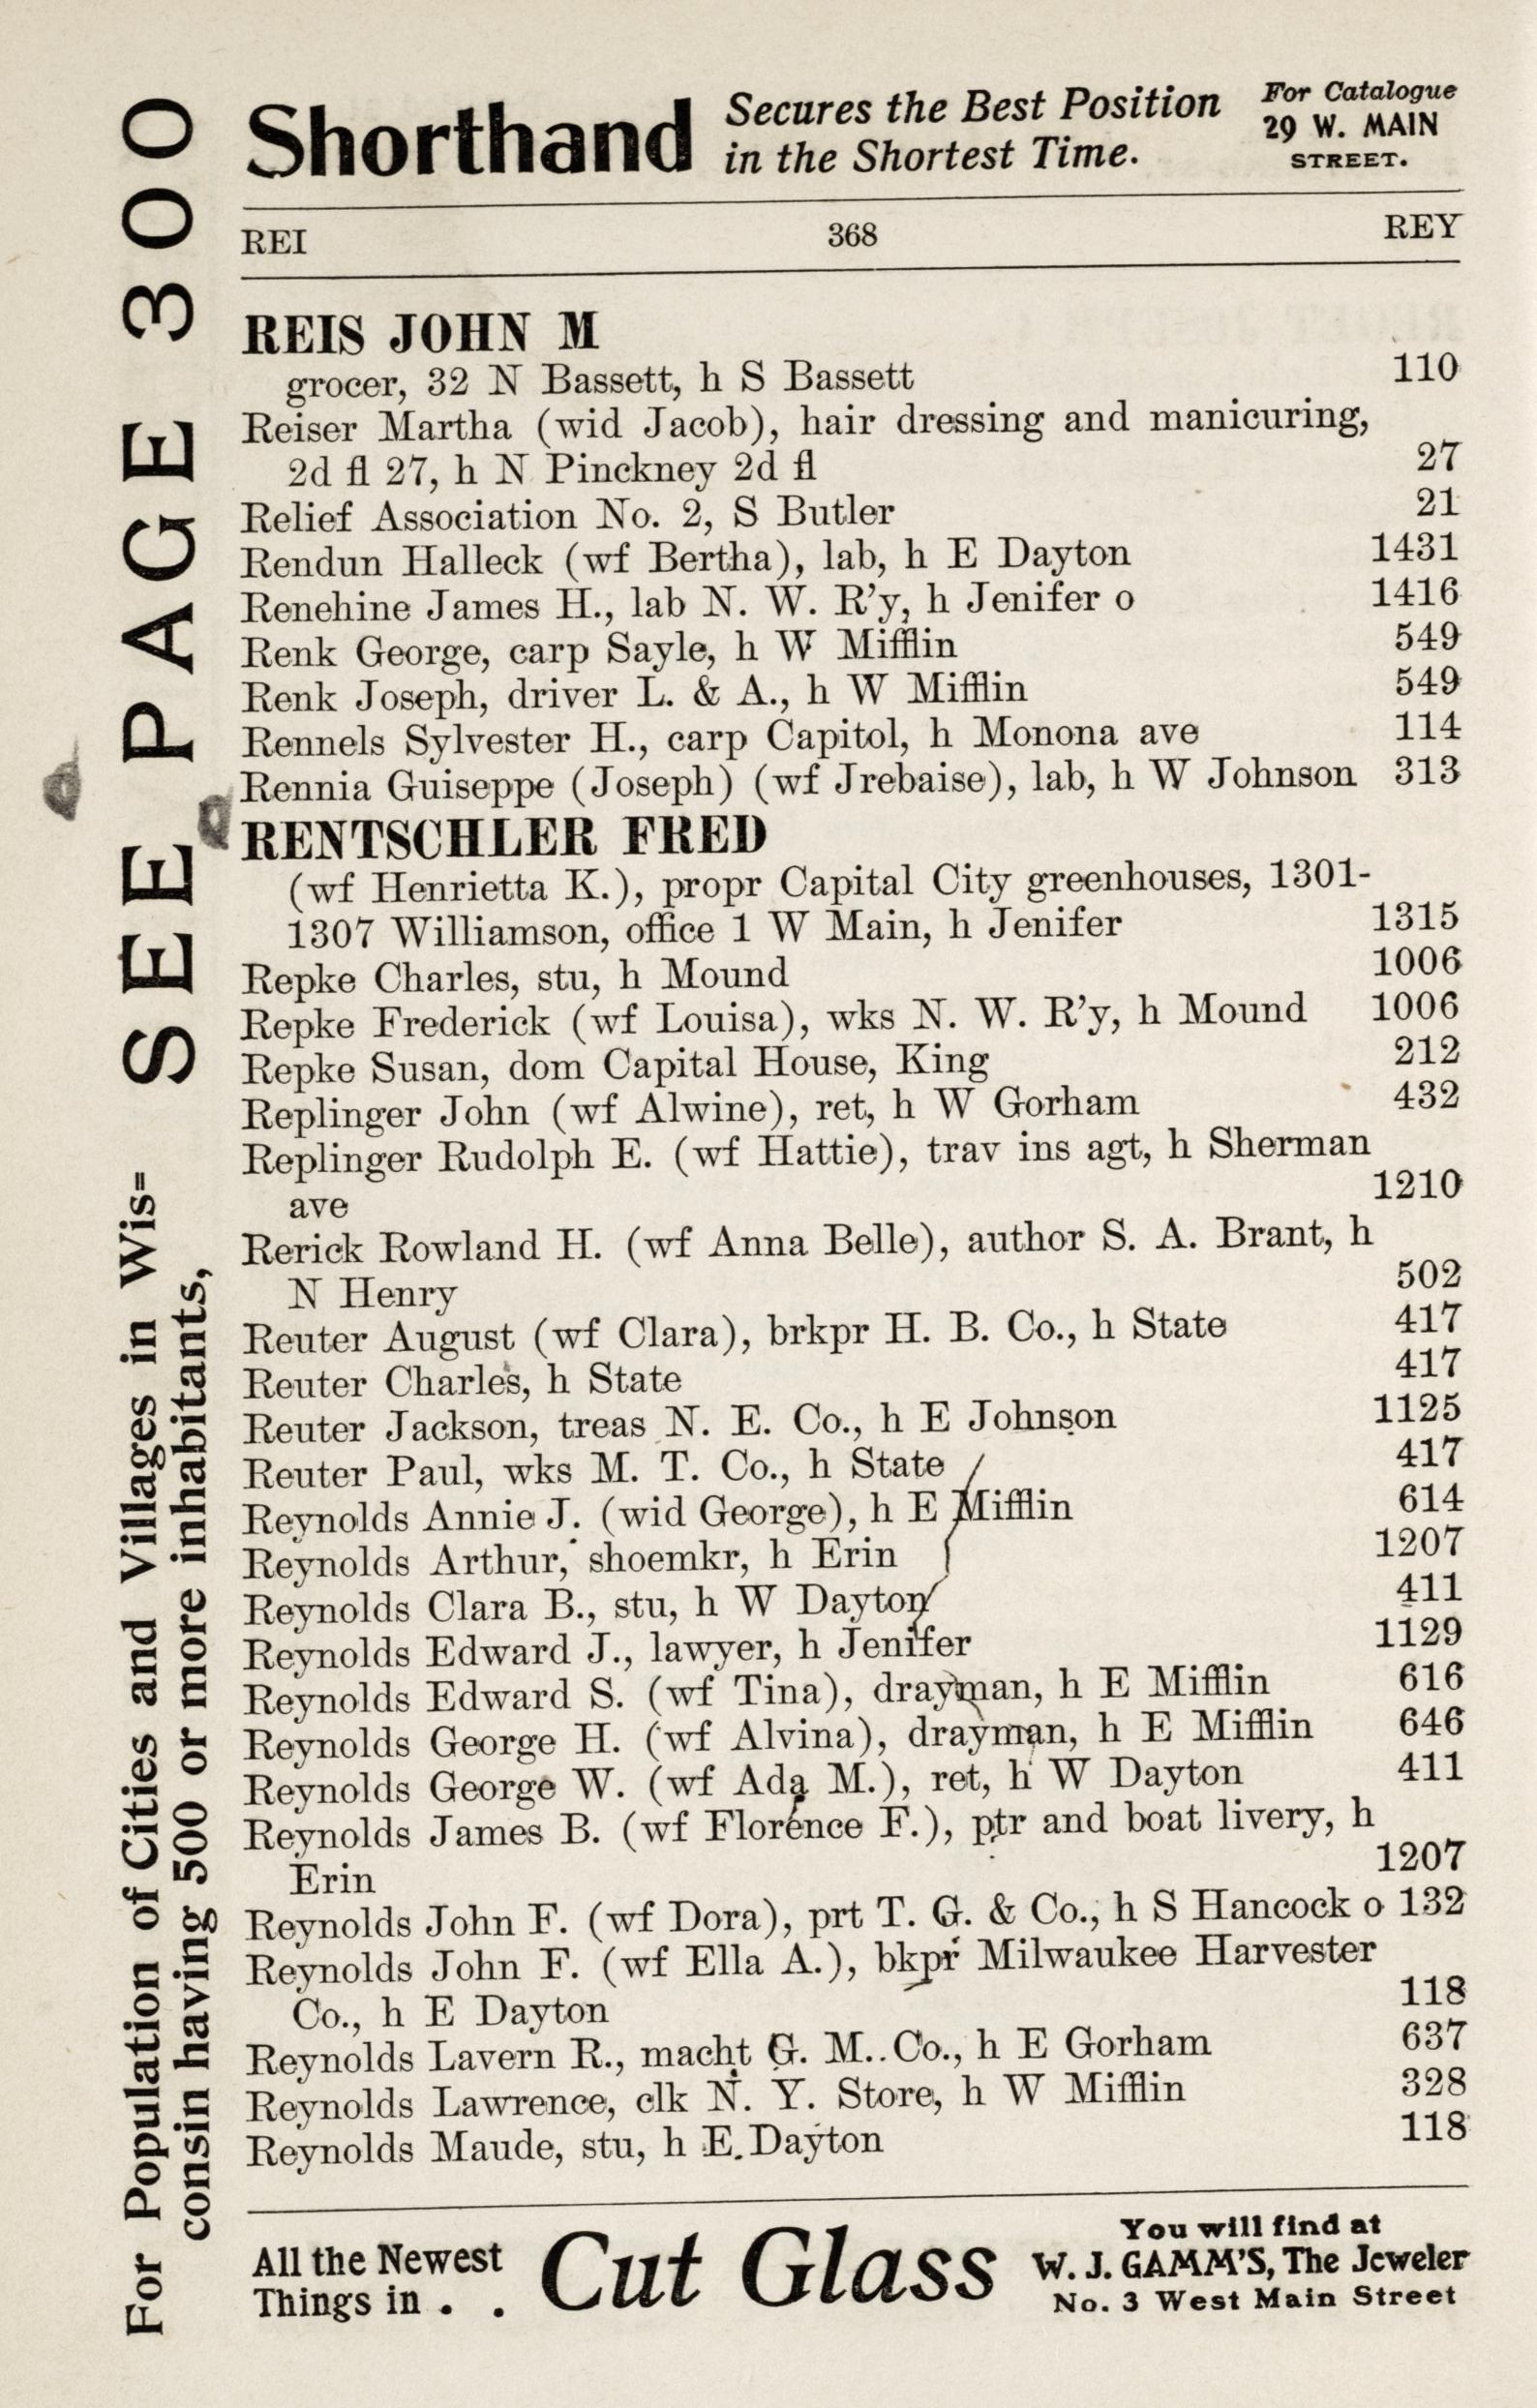 Shorthand Secures the Best Position
in the Shortest Time.
For Catalogue
29 W. MAIN
STREET.
REI 368 REY
REIS JOHN M
grocer, 32 N Bassett, h S Bassett 110
Reiser Martha (wid Jacob), hair dressing and manicuring,
2d fl 27, h N Pinckney 2d fl 27
Relief Association No. 2, S Butler 21
Rendun Halleck (wf Bertha), lab, h E Dayton 1431
Renehine James H., lab N. W. R'y, h Jenifer o 1416
Renk George, carp Sayle, h W Mifflin 549
Renk Joseph, driver L. & A., h W Mifflin 549
Rennels Sylvester H., carp Capitol, h Monona ave 114
Rennia Guiseppe (Joseph) (wf Jrebaise), lab, h W Johnson 313
RENTSCHLER FRED
(wf Henrietta K.), propr Capital City greenhouses, 1301-
1307 Williamson, office 1 W Main, h Jenifer 1315
Repke Charles, stu, h Mound 1006
Repke Frederick (wf Louisa), wks N. W. R'y, h Mound 1006
Repke Susan, dom Capital House, King 212
Replinger John (wf Alwine), ret, h W Gorham 432
Replinger Rudolph E. (wf Hattie), trav ins agt, h Sherman
ave 1210
Rerick Rowland H. (wf Anna Belle), author S. A. Brant, h
N Henry 502
Reuter August (wf Clara), brkpr H. B. Co., h State 417
Reuter Charles, h State 417
Reuter Jackson, treas N. E. Co., h E Johnson 1125
Reuter Paul, wks M. T. Co., h State 417
Reynolds Annie J. (wid George), h E Mifflin 614
Reynolds Arthur, shoemkr, h Erin 1207
Reynolds Clara B., stu, h W Dayton 411
Reynolds Edward J., lawyer, h Jenifer 1129
Reynolds Edward S. (wf Tina), drayman, h E Mifflin 616
Reynolds George H. (wf Alvina), drayman, h E Mifflin 646
Reynolds George W. (wf Ada M.), ret, h W Dayton 411
Reynolds James B. (wf Florence F.), ptr and boat livery, h
Erin 1207
Reynolds John F. (wf Dora), prt T. G. & Co., h S Hancock o 132
Reynolds John F. (wf Ella A.), bkpr Milwaukee Harvester
Co., h E Dayton 118
Reynolds Lavern R., macht G. M. Co., h E Gorham 637
Reynolds Lawrence, clk N. Y. Store, h W Mifflin 328
Reynolds Maude, stu, h E. Dayton 118
All the Newest
Things in . .
Cut Glass
You will find at
W. J. GAMM'S, The Jeweler
No. 3 West Main Street
For Population of Cities and Villages in Wis=
consin having 500 or more inhabitants,
SEE PAGE 300